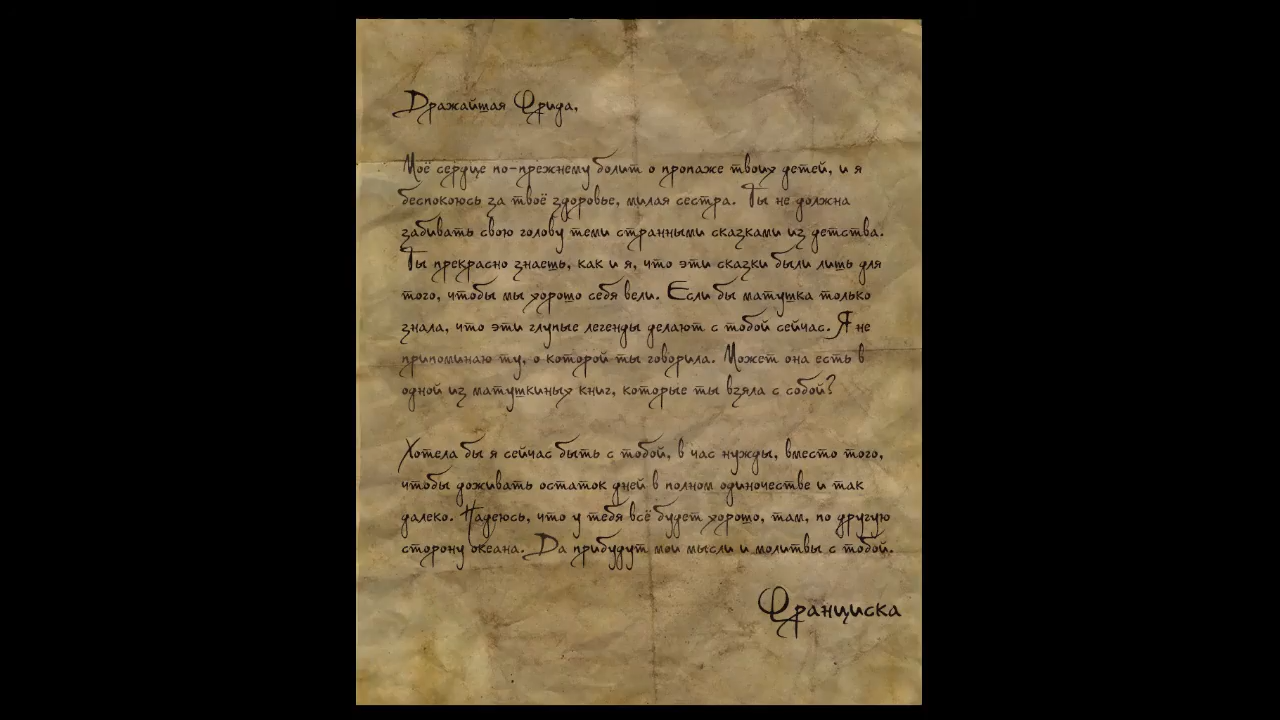 Дражайшая Фрида,
Моё сердце по-прежнему болит о пропаже твоих детей, и я
беспокоюсь за твоё здоровье, милая сестра. Ты не должна
забивать свою голову теми странными сказками из детства.
Ты прекрасно знаешь, как и я, что эти сказки были лишь для
того, чтобы мы хорошо себя вели. Если бы матушка только
знала, что эти глупые легенды делают с тобой сейчас. Я не
припоминаю ту, о которой ты говорила. Может она есть в
одной из матушкиных книг, которые ты взяла с собой?
Хотела бы я сейчас быть с тобой, в час нужды, вместо того,
чтобы доживать остаток дней в полном одиночестве и так
далеко. Надеюсь, что у тебя всё будет хорошо, там, по другую
сторону океана. Да прибудут мои мысли и молитвы с тобой.
Франциска